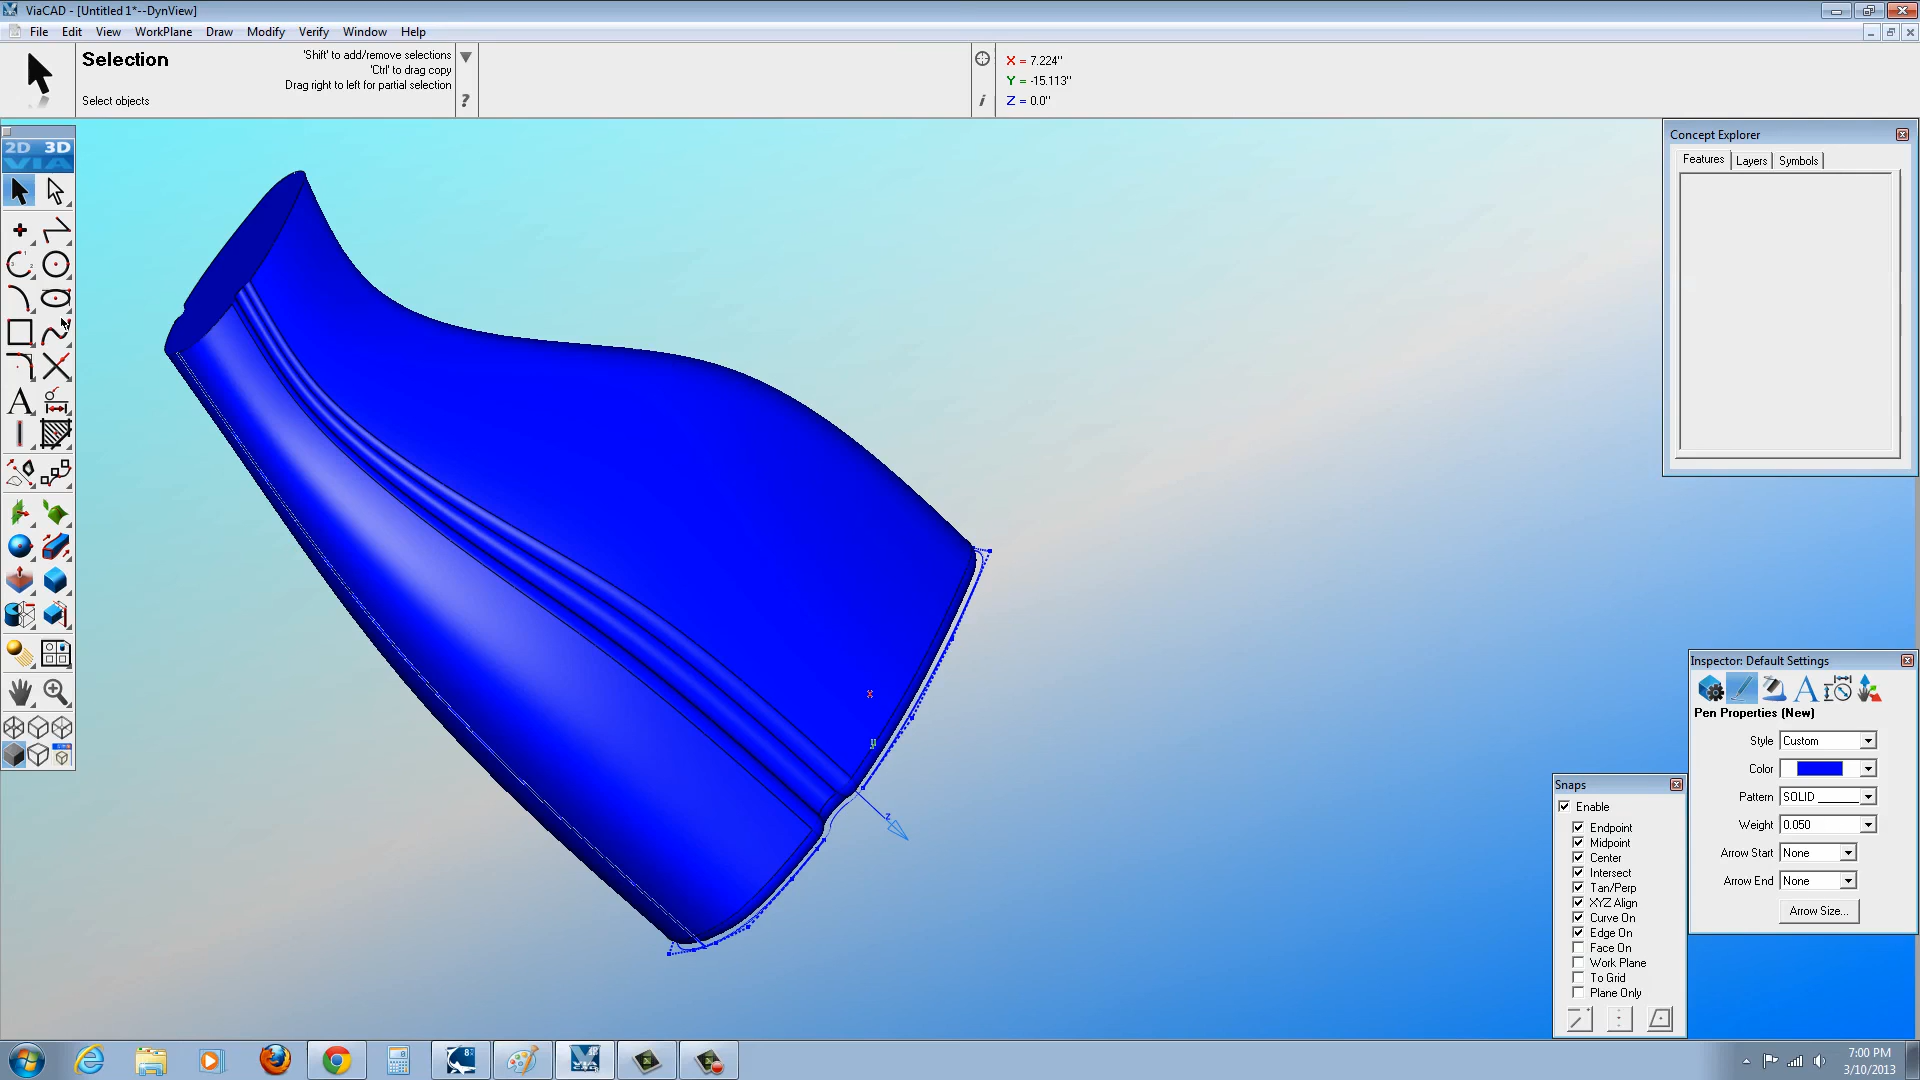 ViaCAD - [Untitled 1*--DynView]
File Edit View WorkPlane Draw Modify Verify Window Help
Selection
'Shift' to add/remove selections
'Ctrl' to drag copy
Drag right to left for partial selection
Select objects
?
i
X = 7.224"
Y = -15.113"
Z = 0.0"
2D 3D
VIA
A
x
y
z
Concept Explorer
Features Layers Symbols
Inspector: Default Settings
A
Pen Properties (New)
Style Custom
Color
Pattern SOLID
Weight 0.050
Arrow Start None
Arrow End None
Arrow Size...
Snaps
Enable
Endpoint
Midpoint
Center
Intersect
Tan/Perp
XYZ Align
Curve On
Edge On
Face On
Work Plane
To Grid
Plane Only
7:00 PM
3/10/2013